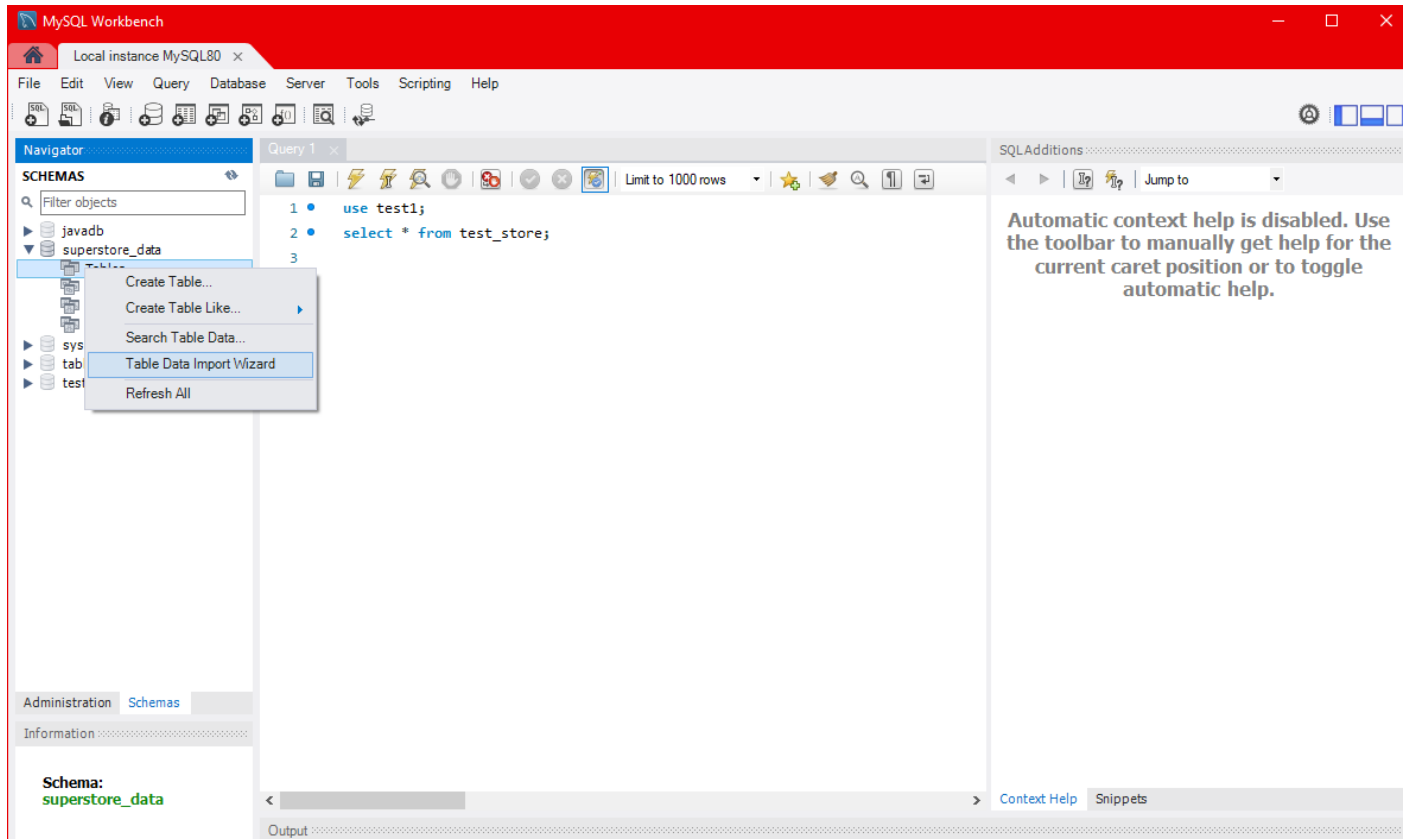 MySQL Workbench
Local instance MySQL80
File Edit View Query Database Server Tools Scripting Help
Navigator
SCHEMAS
Filter objects
javadb
superstore_data
Tables
sys
tab
test
Create Table...
Create Table Like...
Search Table Data...
Table Data Import Wizard
Refresh All
Administration Schemas
Information
Schema:
superstore_data
Query 1
Limit to 1000 rows
1 use test1;
2 select * from test_store;
3
Output
SQLAdditions
Jump to
Automatic context help is disabled. Use
the toolbar to manually get help for the
current caret position or to toggle
automatic help.
Context Help Snippets